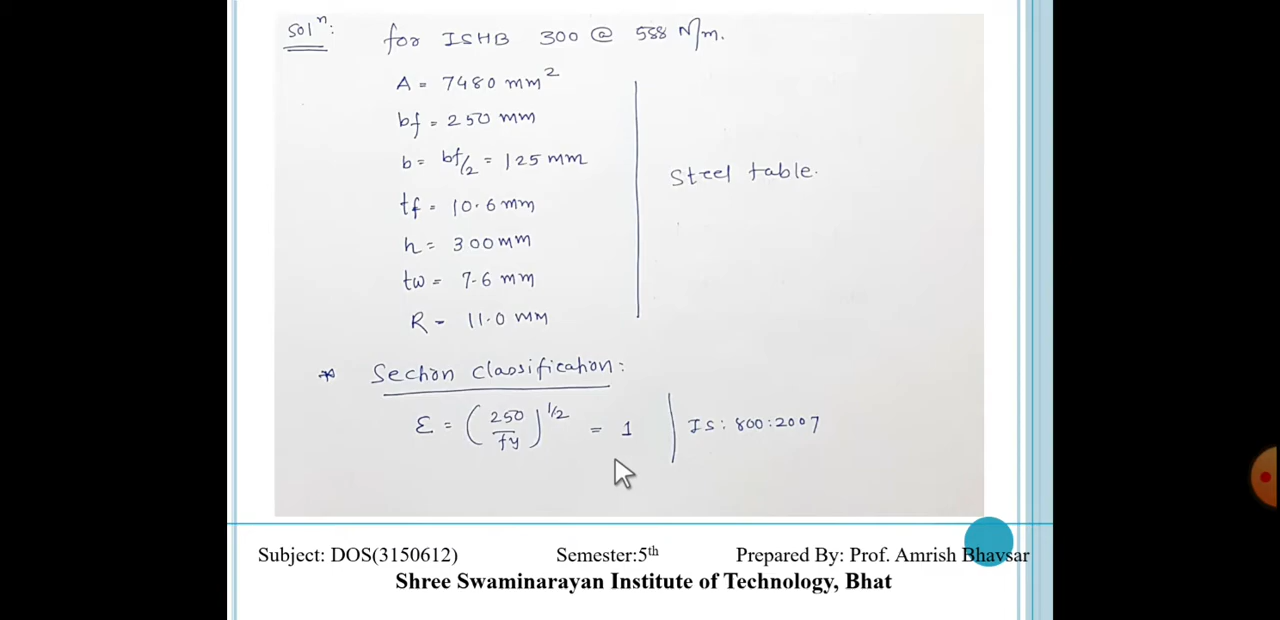 Solⁿ:
for ISHB 300 @ 588 N/m.
A = 7480 mm²
bf = 250 mm
b = bf/2 = 125 mm
tf = 10.6 mm
h = 300 mm
tw = 7.6 mm
R = 11.0 mm
Steel table.
* Section classification:
ε = (250/fy)^1/2 = 1 | IS: 800:2007
Subject: DOS(3150612) Semester:5th Prepared By: Prof. Amrish Bhavsar
Shree Swaminarayan Institute of Technology, Bhat